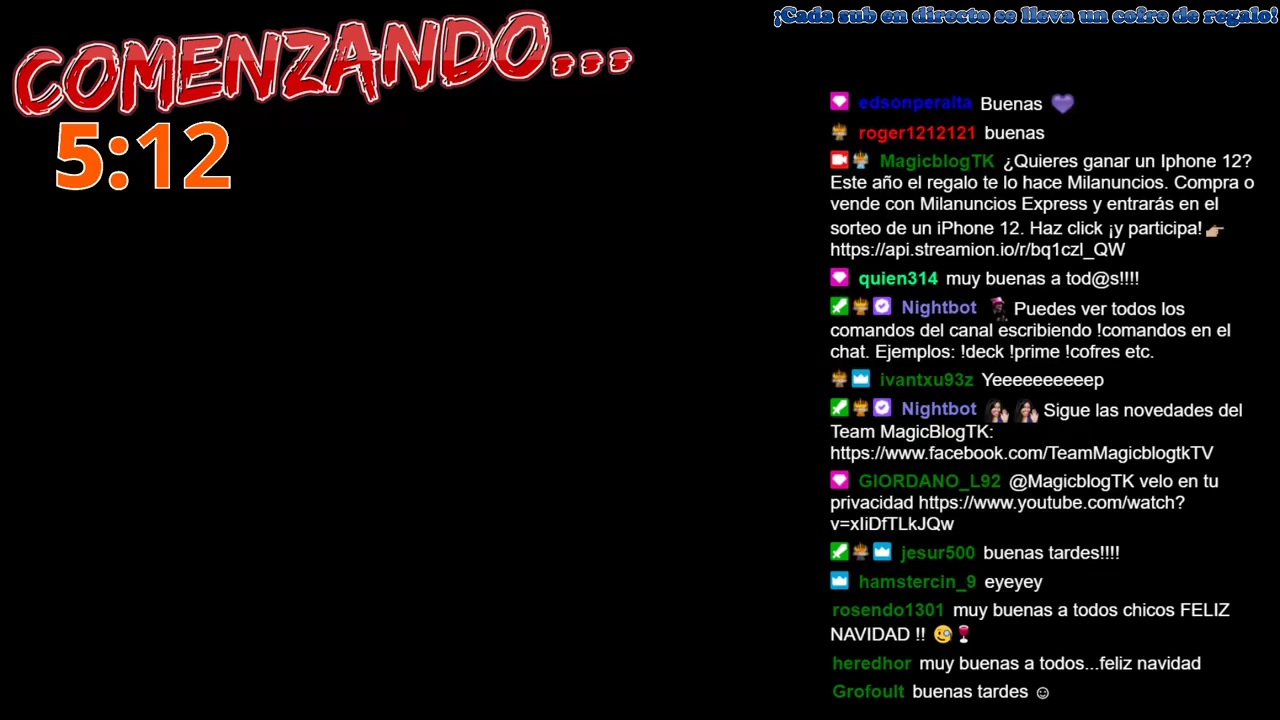 COMENZANDO...
5:12
¡Cada sub en directo se lleva un cofre de regalo!
edsonperalta Buenas 💜
roger1212121 buenas
MagicblogTK ¿Quieres ganar un Iphone 12?
Este año el regalo te lo hace Milanuncios. Compra o
vende con Milanuncios Express y entrarás en el
sorteo de un iPhone 12. Haz click ¡y participa!👉🏼
https://api.streamion.io/r/bq1czl_QW
quien314 muy buenas a tod@s!!!!
Nightbot Puedes ver todos los
comandos del canal escribiendo !comandos en el
chat. Ejemplos: !deck !prime !cofres etc.
ivantxu93z Yeeeeeeeeep
Nightbot Sigue las novedades del
Team MagicBlogTK:
https://www.facebook.com/TeamMagicblogtkTV
GIORDANO_L92 @MagicblogTK velo en tu
privacidad https://www.youtube.com/watch?
v=xIiDfTLkJQw
jesur500 buenas tardes!!!!
hamstercin_9 eyeyey
rosendo1301 muy buenas a todos chicos FELIZ
NAVIDAD !! 🧐🍷
heredhor muy buenas a todos...feliz navidad
Grofoult buenas tardes ☺